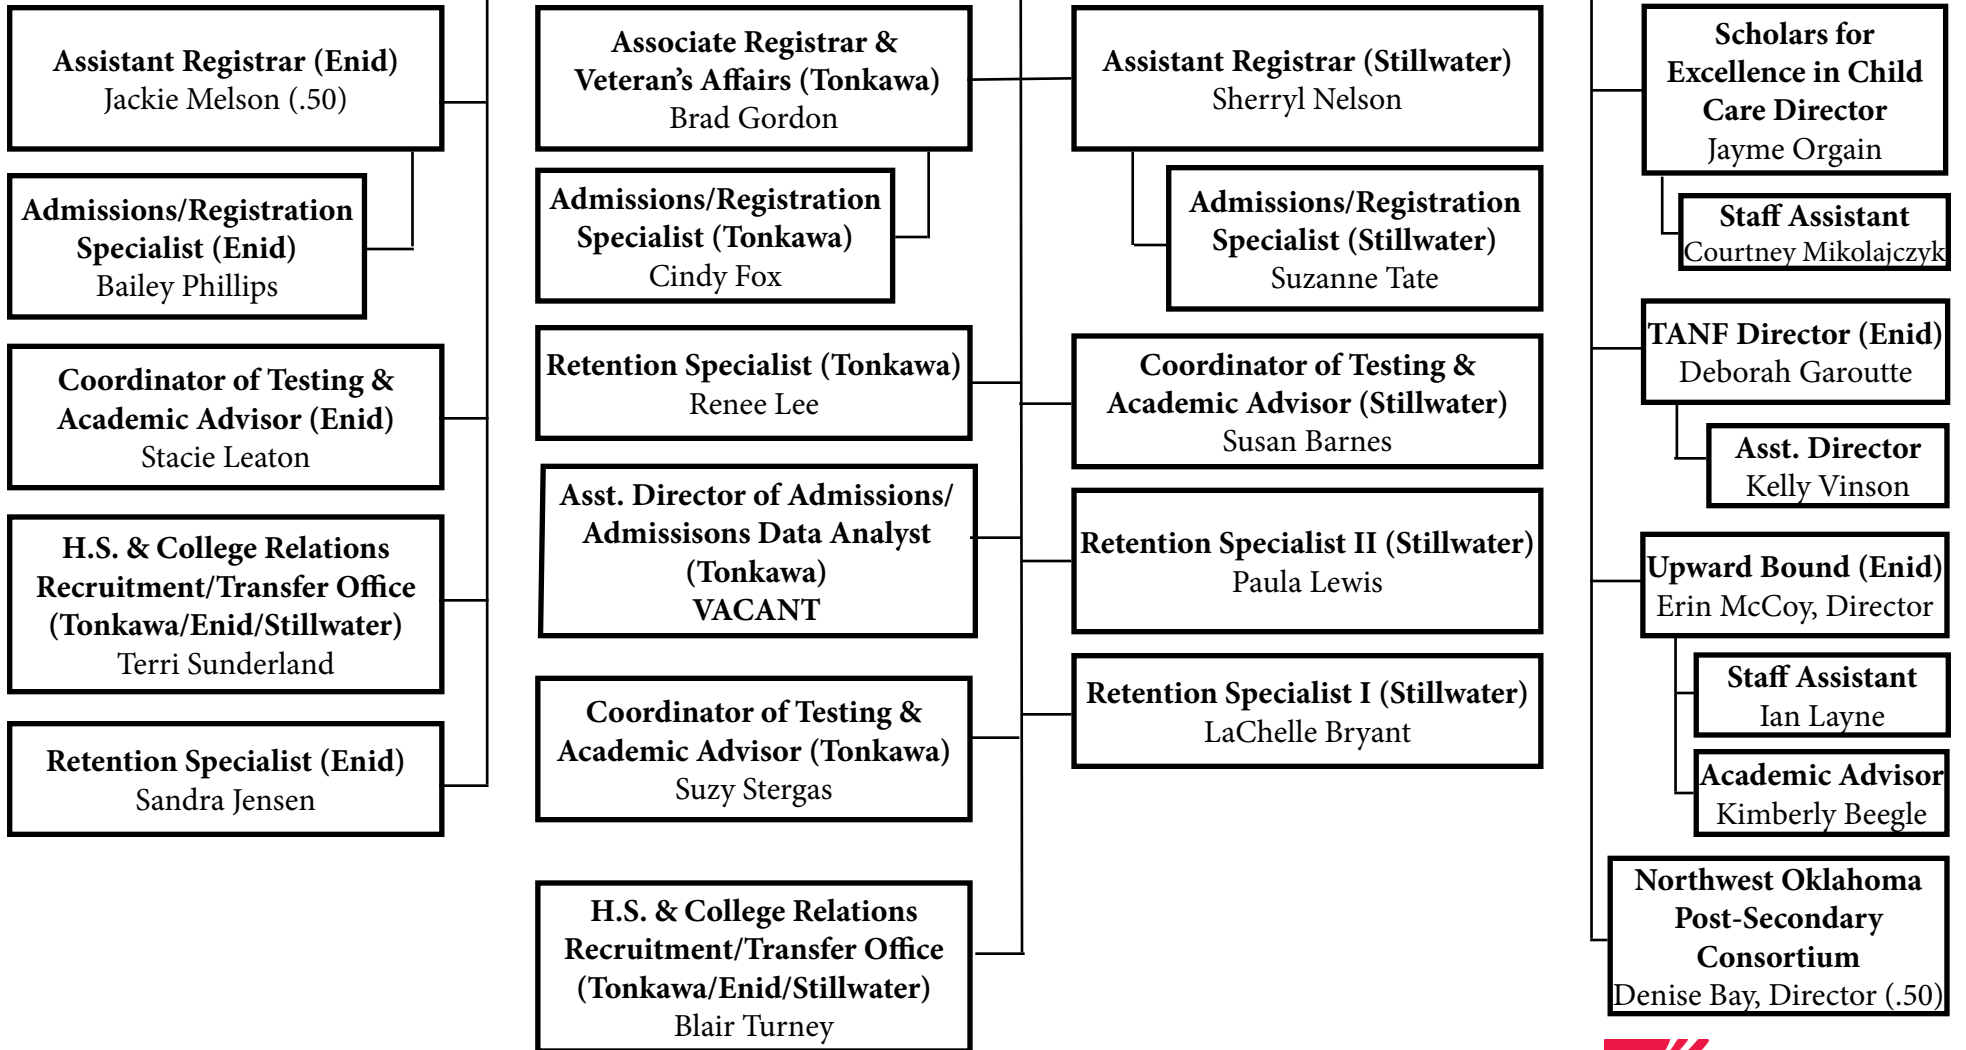 Assistant Registrar (Enid)
Jackie Melson (.50)
Admissions/Registration
Specialist (Enid)
Bailey Phillips
Coordinator of Testing &
Academic Advisor (Enid)
Stacie Leaton
H.S. & College Relations
Recruitment/Transfer Office
(Tonkawa/Enid/Stillwater)
Terri Sunderland
Retention Specialist (Enid)
Sandra Jensen
Associate Registrar &
Veteran’s Affairs (Tonkawa)
Brad Gordon
Admissions/Registration
Specialist (Tonkawa)
Cindy Fox
Retention Specialist (Tonkawa)
Renee Lee
Asst. Director of Admissions/
Admissisons Data Analyst
(Tonkawa)
VACANT
Coordinator of Testing &
Academic Advisor (Tonkawa)
Suzy Stergas
H.S. & College Relations
Recruitment/Transfer Office
(Tonkawa/Enid/Stillwater)
Blair Turney
Assistant Registrar (Stillwater)
Sherryl Nelson
Admissions/Registration
Specialist (Stillwater)
Suzanne Tate
Coordinator of Testing &
Academic Advisor (Stillwater)
Susan Barnes
Retention Specialist II (Stillwater)
Paula Lewis
Retention Specialist I (Stillwater)
LaChelle Bryant
Scholars for
Excellence in Child
Care Director
Jayme Orgain
Staff Assistant
Courtney Mikolajczyk
TANF Director (Enid)
Deborah Garoutte
Asst. Director
Kelly Vinson
Upward Bound (Enid)
Erin McCoy, Director
Staff Assistant
Ian Layne
Academic Advisor
Kimberly Beegle
Northwest Oklahoma
Post-Secondary
Consortium
Denise Bay, Director (.50)